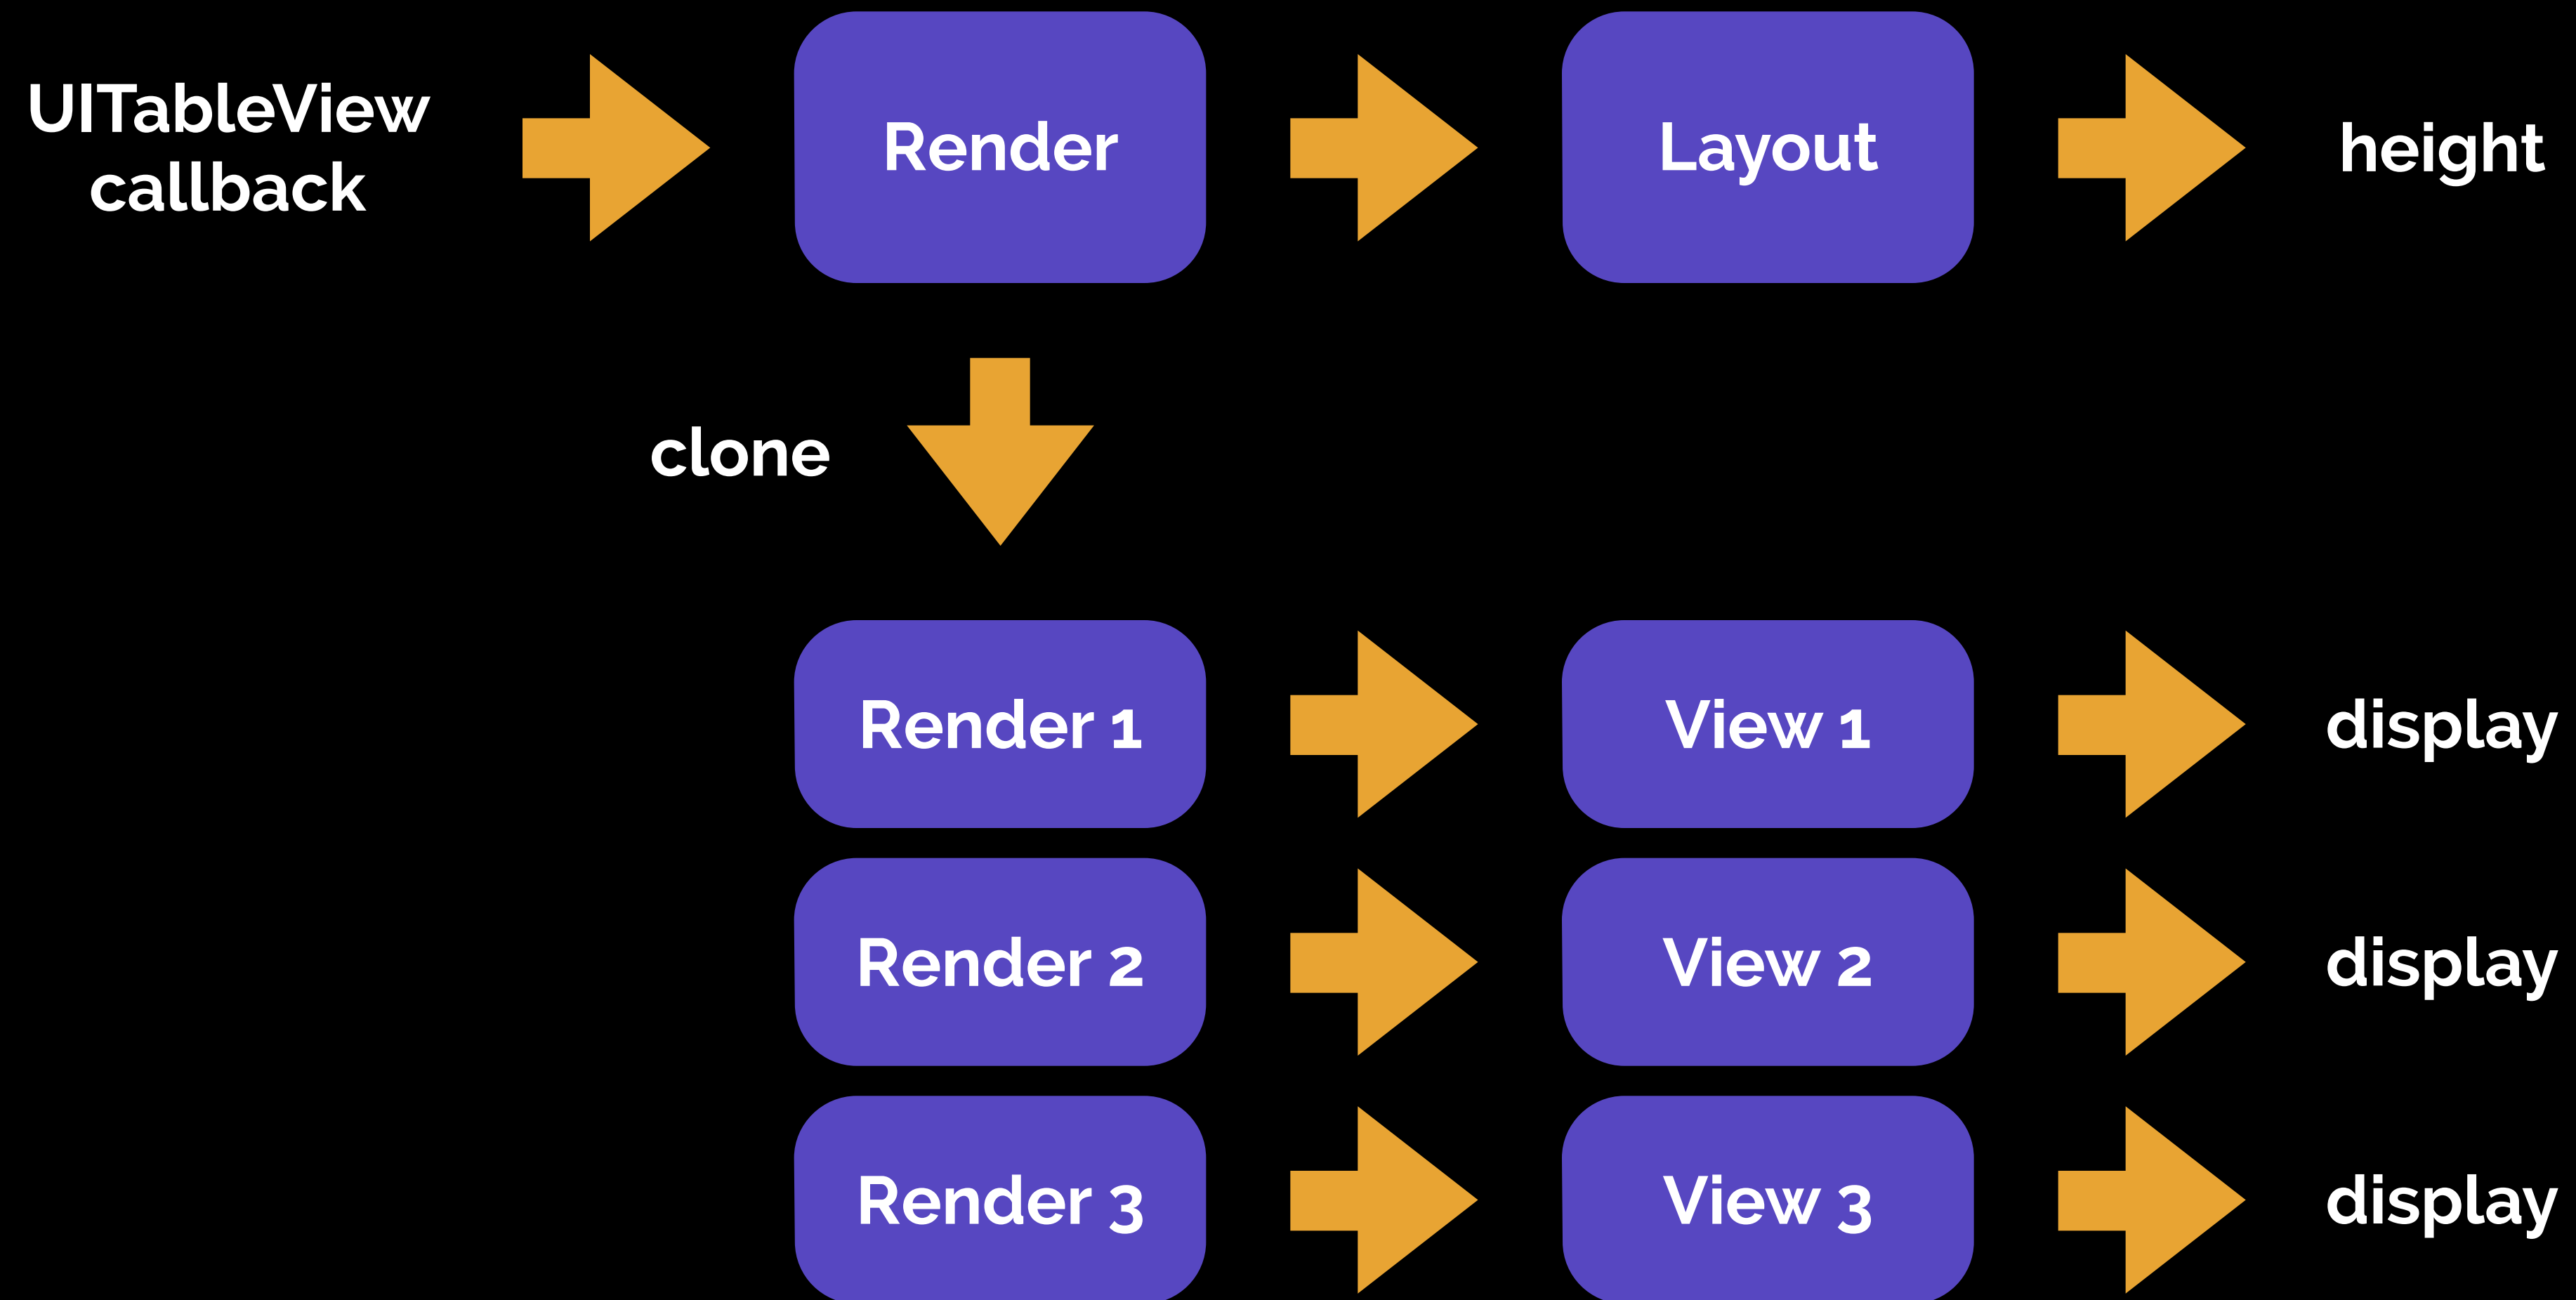 UITableView
callback
Render
Layout
height
clone
Render 1
View 1
display
Render 2
View 2
display
Render 3
View 3
display